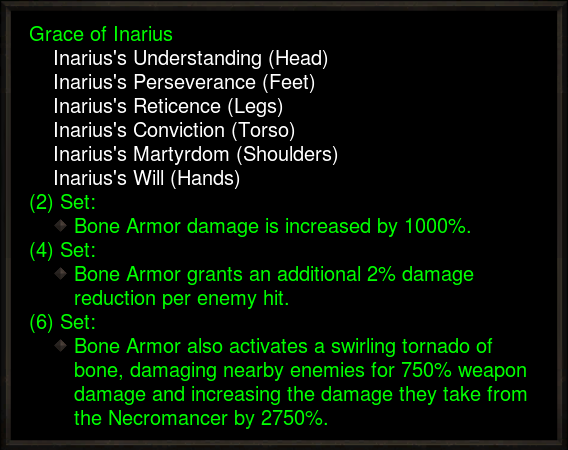 Grace of Inarius
Inarius's Understanding (Head)
Inarius's Perseverance (Feet)
Inarius's Reticence (Legs)
Inarius's Conviction (Torso)
Inarius's Martyrdom (Shoulders)
Inarius's Will (Hands)
(2) Set:
Bone Armor damage is increased by 1000%.
(4) Set:
Bone Armor grants an additional 2% damage
reduction per enemy hit.
(6) Set:
Bone Armor also activates a swirling tornado of
bone, damaging nearby enemies for 750% weapon
damage and increasing the damage they take from
the Necromancer by 2750%.